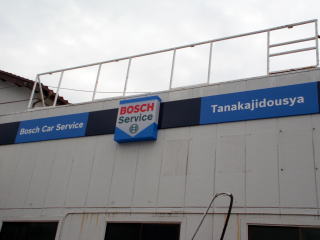 Bosch Car Service
BOSCH
Service
Tanakajidousya